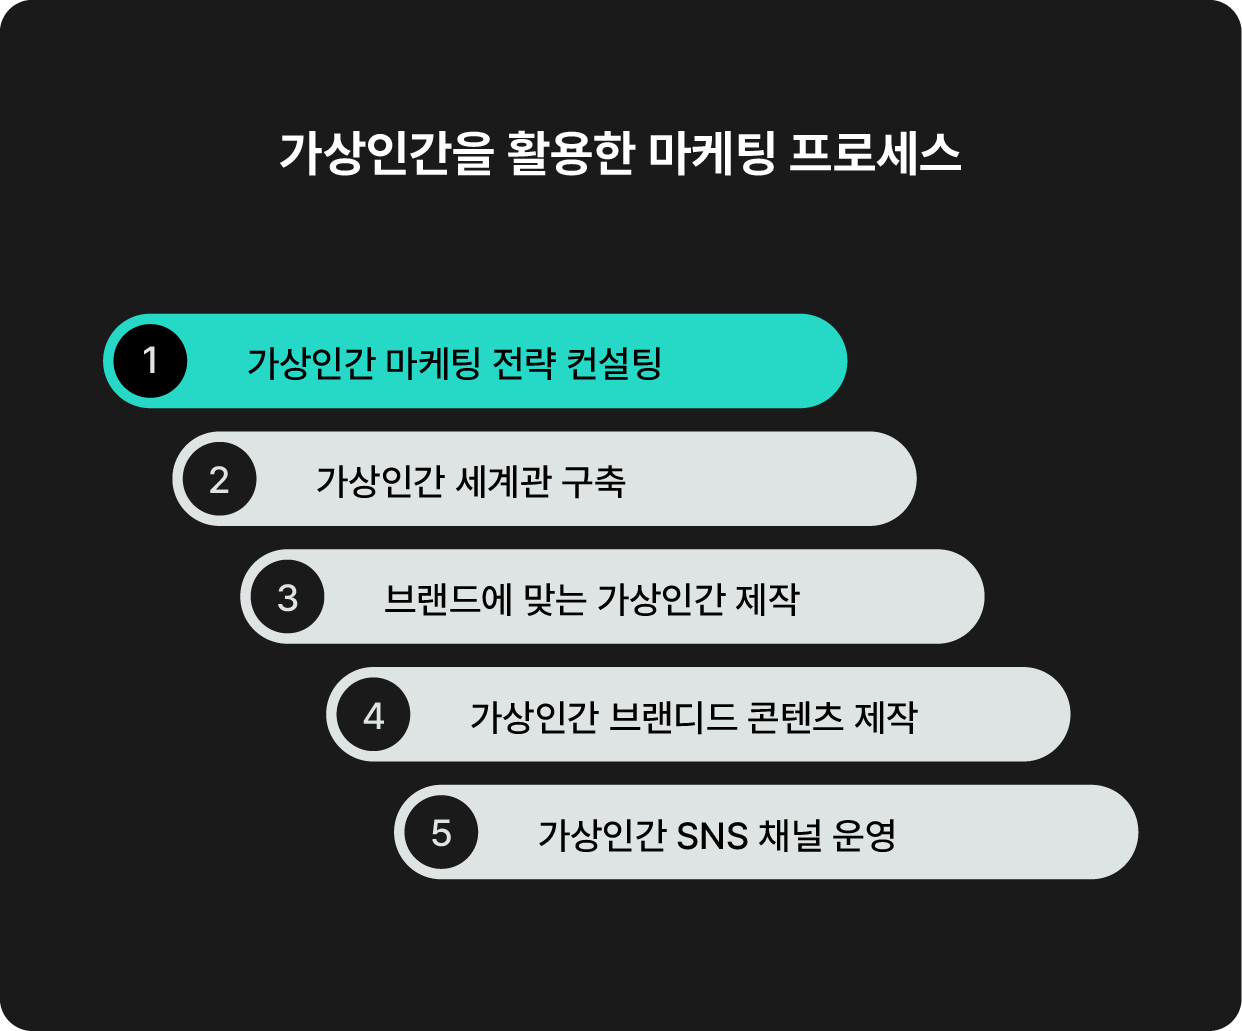 가상인간을 활용한 마케팅 프로세스
1 가상인간 마케팅 전략 컨설팅
2 가상인간 세계관 구축
3 브랜드에 맞는 가상인간 제작
4 가상인간 브랜디드 콘텐츠 제작
5 가상인간 SNS 채널 운영